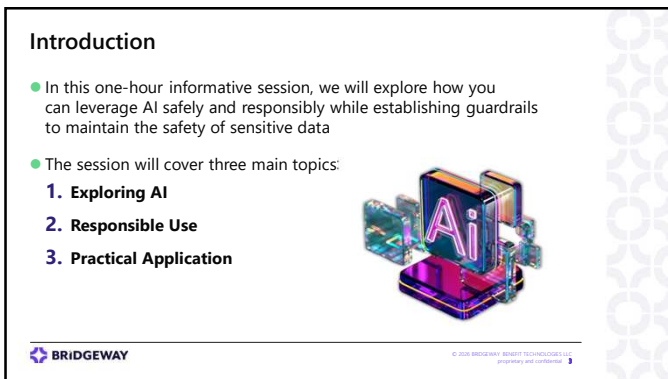 Introduction
In this one-hour informative session, we will explore how you
can leverage AI safely and responsibly while establishing guardrails
to maintain the safety of sensitive data
The session will cover three main topics:
1. Exploring AI
2. Responsible Use
3. Practical Application
Ai
BRIDGEWAY
© 2026 BRIDGEWAY BENEFIT TECHNOLOGIES LLC
proprietary and confidential 3